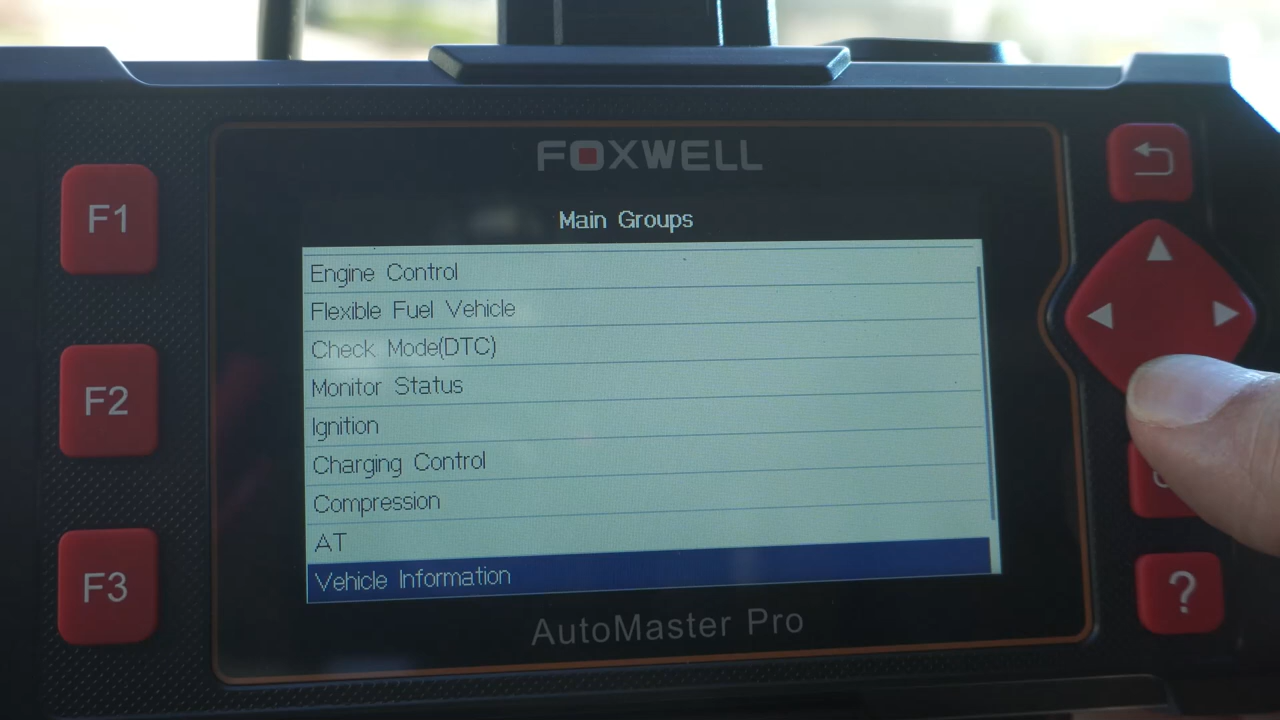 FOXWELL
Main Groups
F1
Engine Control
Flexible Fuel Vehicle
Check Mode(DTC)
F2
Monitor Status
Ignition
Charging Control
Compression
AT
F3
Vehicle Information
?
AutoMaster Pro